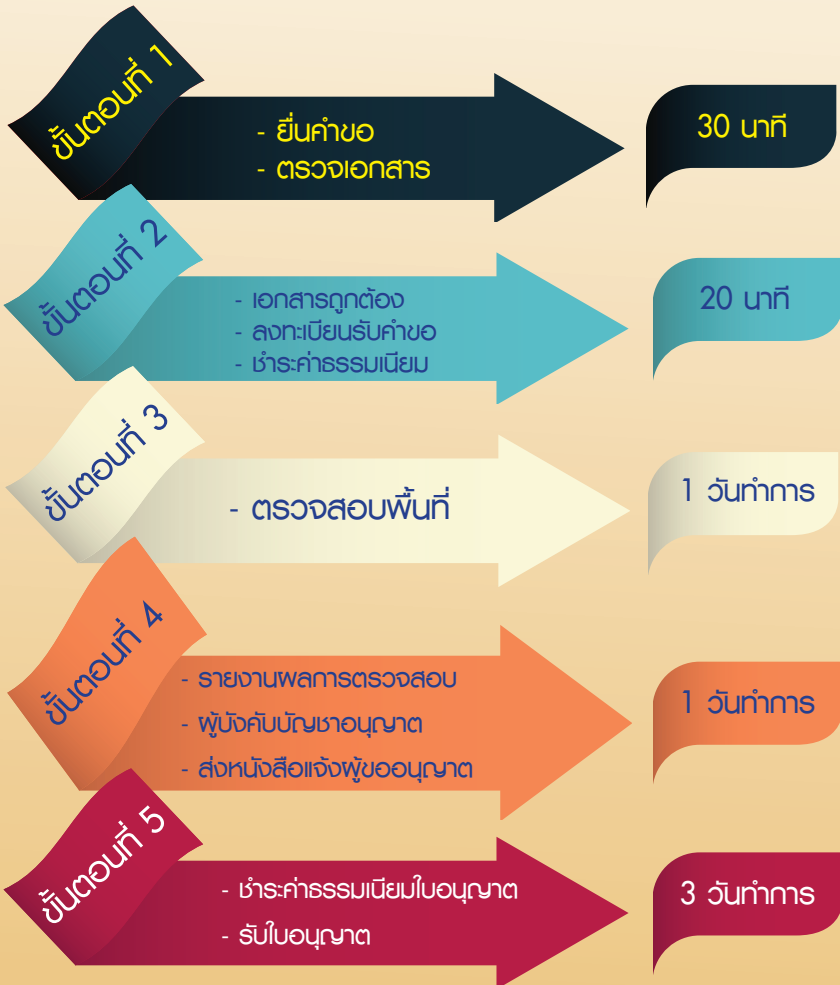 ขั้นตอนที่ 1
- ยื่นคำขอ
- ตรวจเอกสาร
30 นาที
ขั้นตอนที่ 2
- เอกสารถูกต้อง
- ลงทะเบียนรับคำขอ
- ชำระค่าธรรมเนียม
20 นาที
ขั้นตอนที่ 3
- ตรวจสอบพื้นที่
1 วันทำการ
ขั้นตอนที่ 4
- รายงานผลการตรวจสอบ
- ผู้บังคับบัญชาอนุญาต
- ส่งหนังสือแจ้งผู้ขออนุญาต
1 วันทำการ
ขั้นตอนที่ 5
- ชำระค่าธรรมเนียมใบอนุญาต
- รับใบอนุญาต
3 วันทำการ